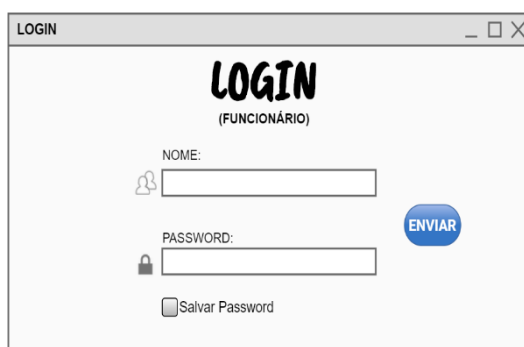 LOGIN
LOGIN
(FUNCIONÁRIO)
NOME:
ENVIAR
PASSWORD:
Salvar Password